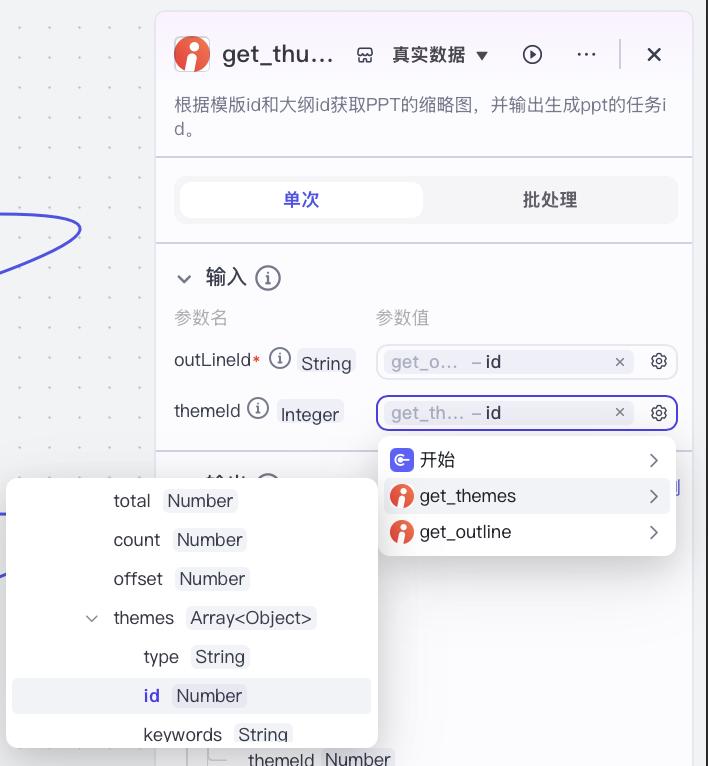 get_thu... 真实数据
根据模版id和大纲id获取PPT的缩略图，并输出生成ppt的任务i
d。
单次 批处理
输入
参数名 参数值
outLineId* String get_o... – id
themeId Integer get_th... – id
开始
get_themes
get_outline
total Number
count Number
offset Number
themes Array<Object>
type String
id Number
keywords String
themeId Number